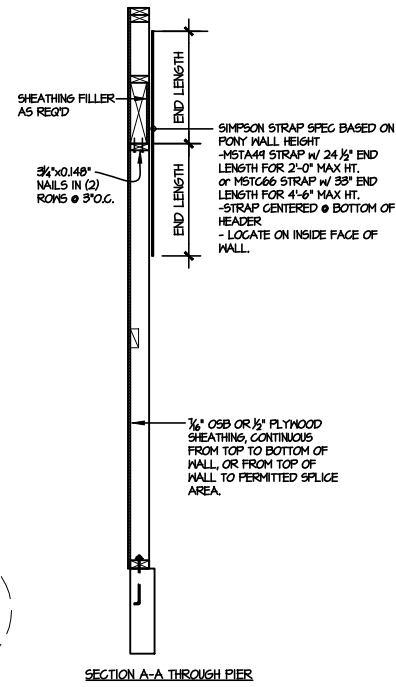 SHEATHING FILLER
AS REQ'D
3¼"x0.148"
NAILS IN (2)
ROWS @ 3"O.C.
END LENGTH
END LENGTH
SIMPSON STRAP SPEC BASED ON
PONY WALL HEIGHT
-MSTA49 STRAP W/ 24 ½" END
LENGTH FOR 2'-0" MAX HT.
or MSTC66 STRAP W/ 33" END
LENGTH FOR 4'-6" MAX HT.
-STRAP CENTERED @ BOTTOM OF
HEADER
- LOCATE ON INSIDE FACE OF
WALL.
7/16" OSB OR ½" PLYWOOD
SHEATHING, CONTINUOUS
FROM TOP TO BOTTOM OF
WALL, OR FROM TOP OF
WALL TO PERMITTED SPLICE
AREA.
SECTION A-A THROUGH PIER